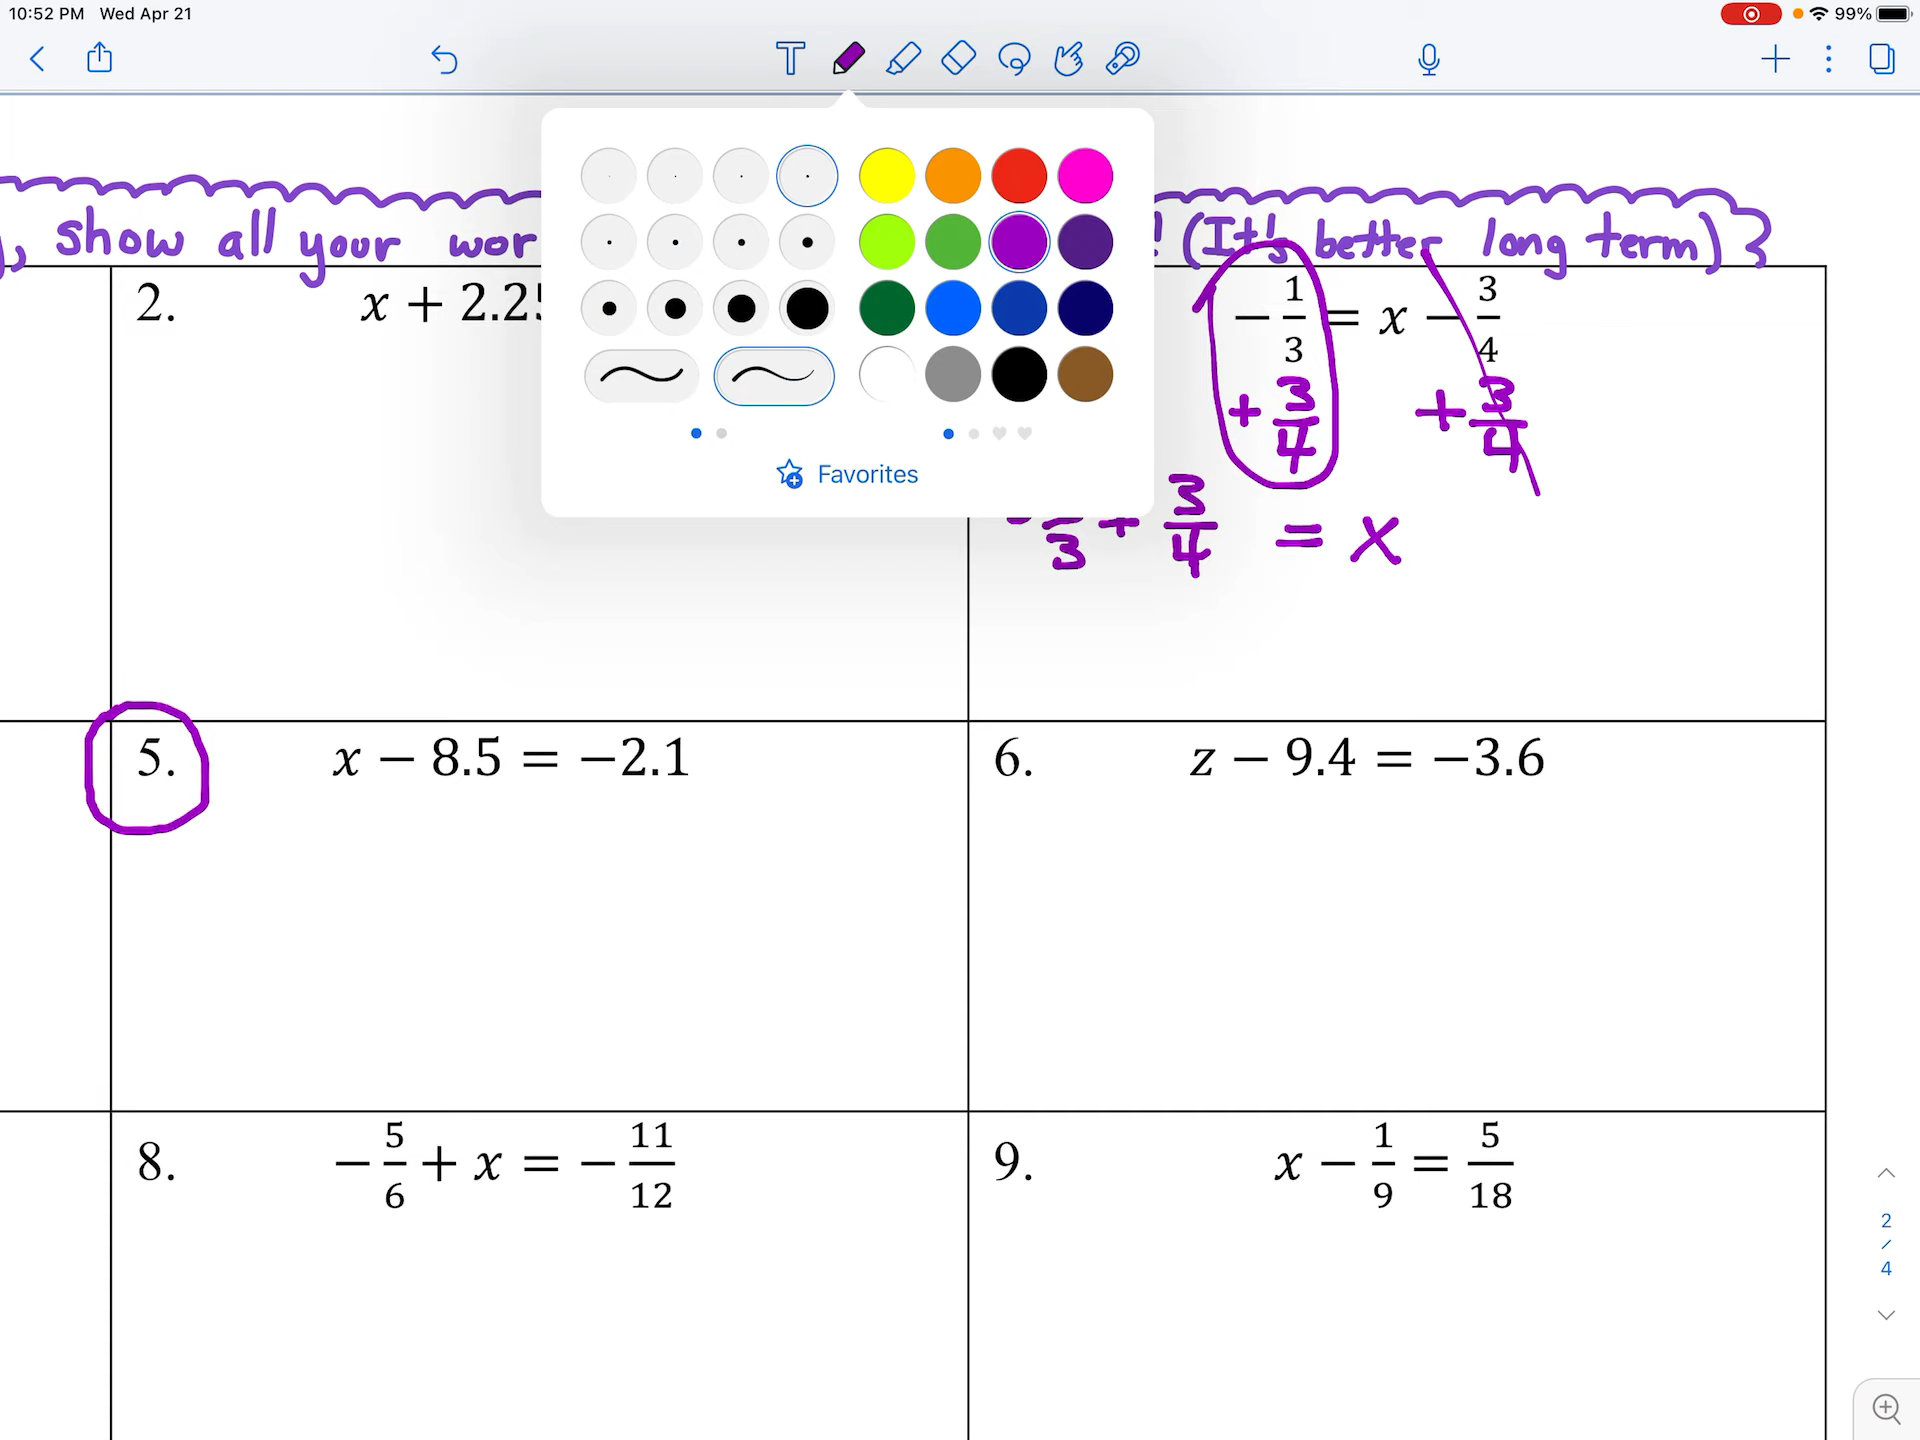 10:52 PM Wed Apr 21
99%
T
, show all your wor
! (It's better long term) }
2. x + 2.2
-1/3 = x - 3/4
+ 3/4 + 3/4
3 + 3/4 = x
Favorites
5. x − 8.5 = −2.1
6. z − 9.4 = −3.6
8. −5/6 + x = −11/12
9. x − 1/9 = 5/18
2
/
4